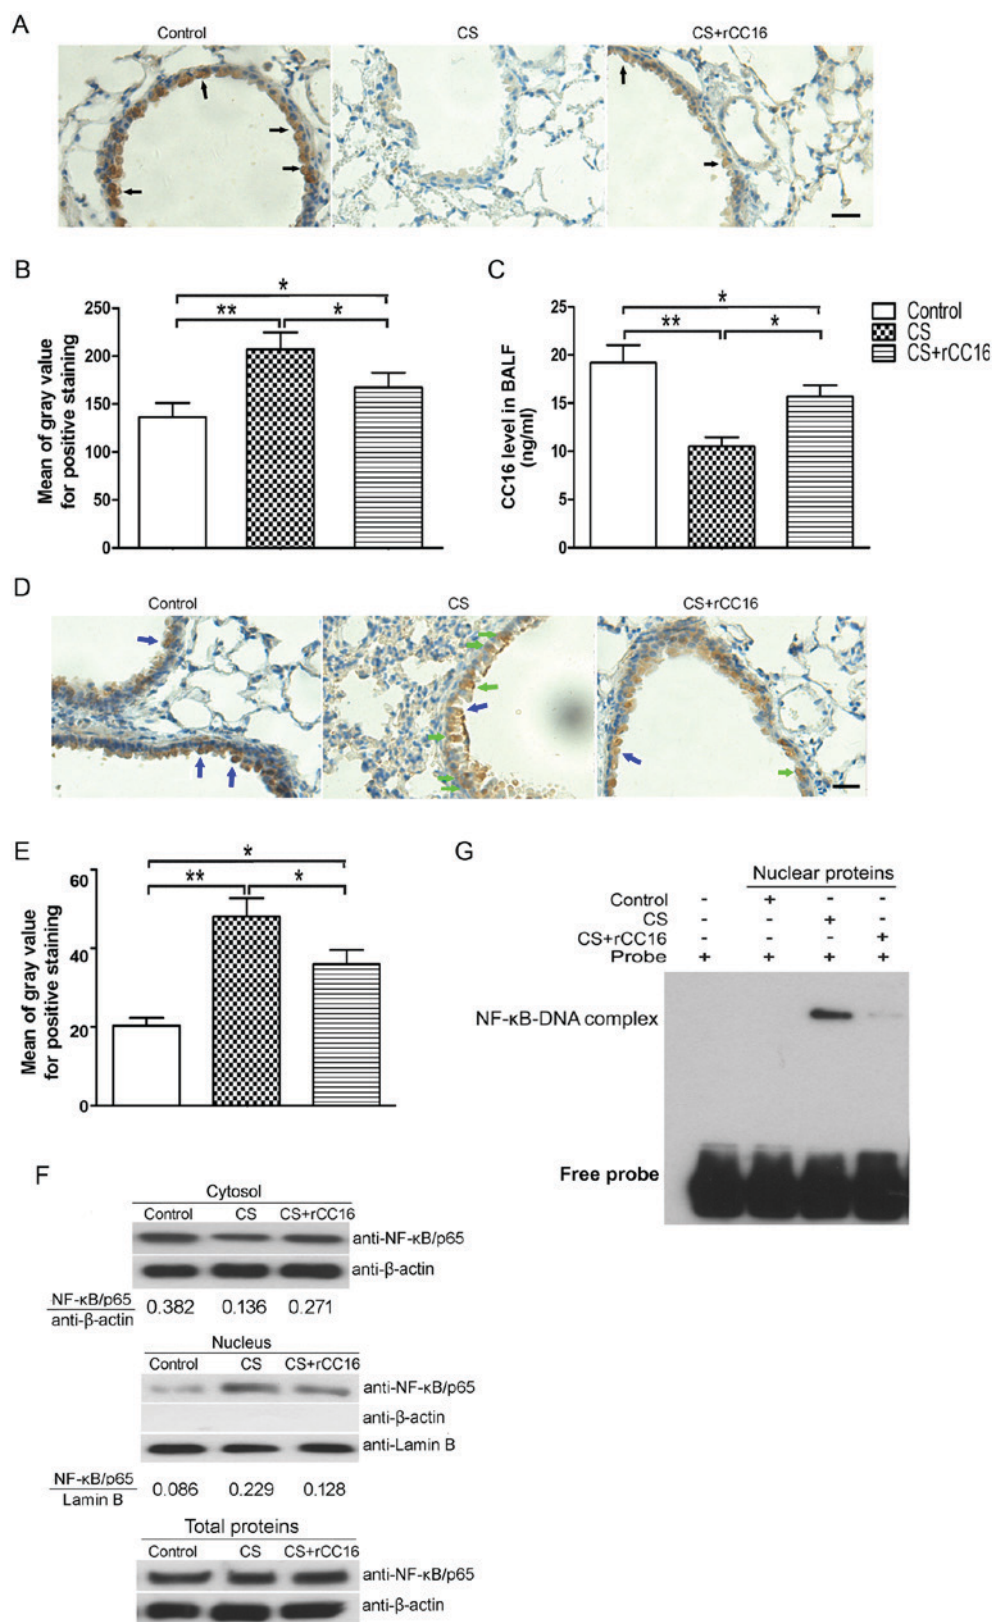 A
Control CS CS+rCC16
B
Mean of gray value
for positive staining
250
200
150
100
50
0
* ** *
C
CC16 level in BALF
(ng/ml)
25
20
15
10
5
0
* ** *
Control
CS
CS+rCC16
D
Control CS CS+rCC16
E
Mean of gray value
for positive staining
60
40
20
0
* ** *
G
Nuclear proteins
Control - + - -
CS - - + -
CS+rCC16 - - - +
Probe + + + +
NF-κB-DNA complex
Free probe
F
Cytosol
Control CS CS+rCC16
anti-NF-κB/p65
anti-β-actin
NF-κB/p65
anti-β-actin
0.382 0.136 0.271
Nucleus
Control CS CS+rCC16
anti-NF-κB/p65
anti-β-actin
anti-Lamin B
NF-κB/p65
Lamin B
0.086 0.229 0.128
Total proteins
Control CS CS+rCC16
anti-NF-κB/p65
anti-β-actin